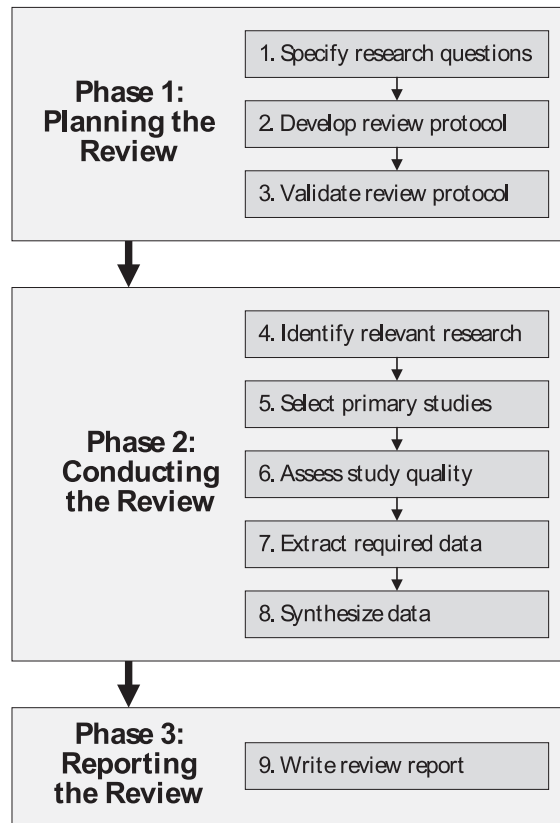 Phase 1:
Planning the
Review
1. Specify research questions
2. Develop review protocol
3. Validate review protocol
Phase 2:
Conducting
the Review
4. Identify relevant research
5. Select primary studies
6. Assess study quality
7. Extract required data
8. Synthesize data
Phase 3:
Reporting
the Review
9. Write review report